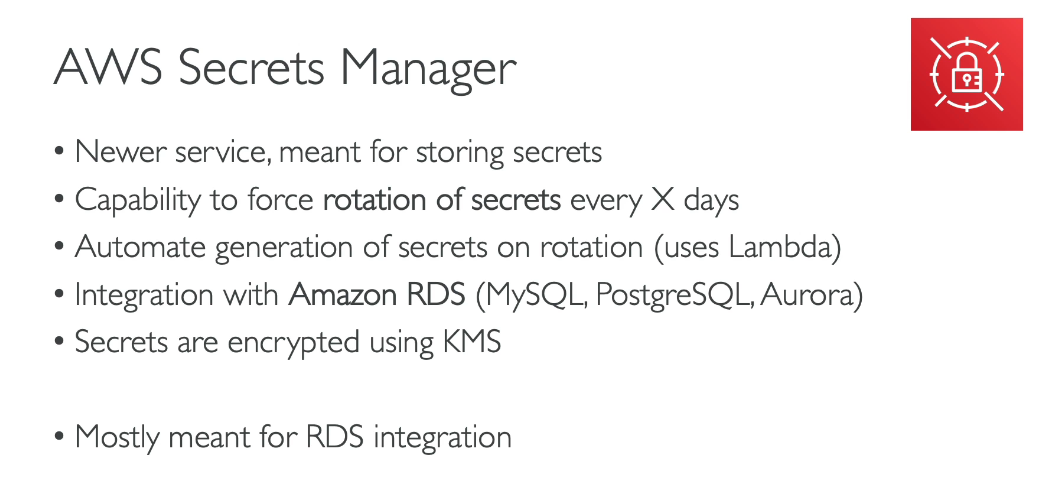 AWS Secrets Manager
• Newer service, meant for storing secrets
• Capability to force rotation of secrets every X days
• Automate generation of secrets on rotation (uses Lambda)
• Integration with Amazon RDS (MySQL, PostgreSQL, Aurora)
• Secrets are encrypted using KMS
• Mostly meant for RDS integration